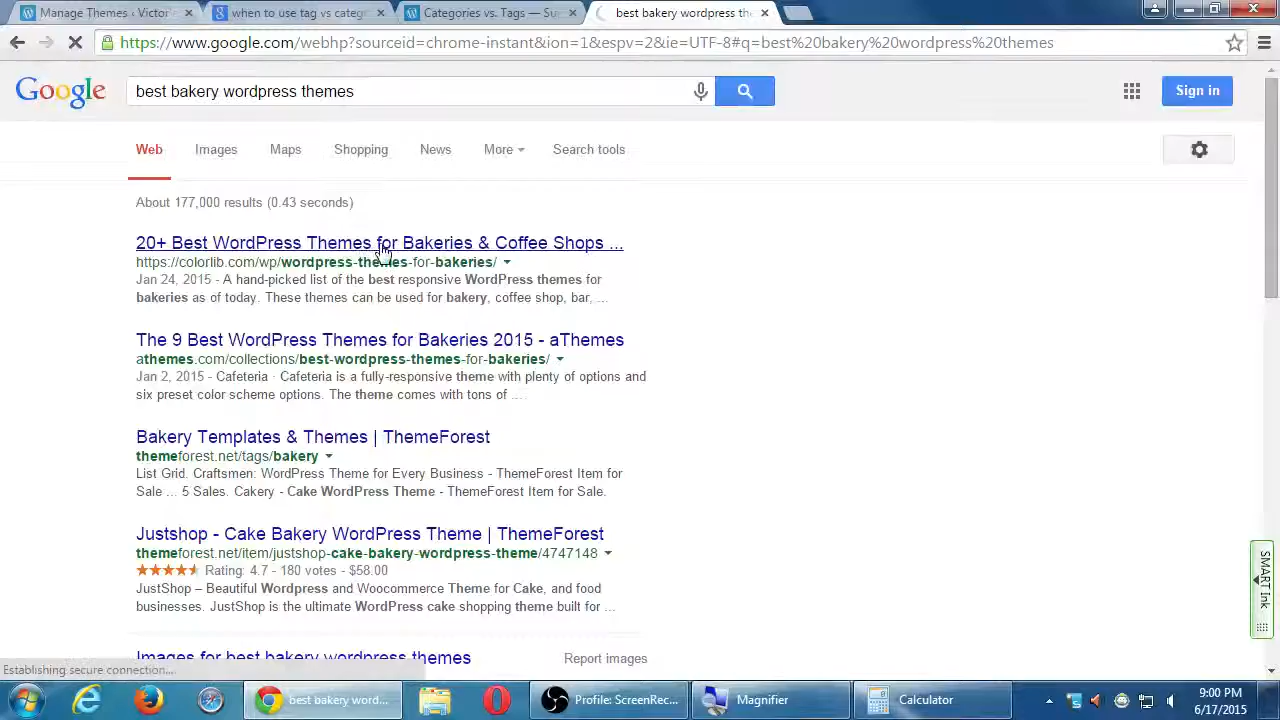 Manage Themes ‹ Victor
when to use tag vs categ
Categories vs. Tags — Su
best bakery wordpress the
https://www.google.com/webhp?sourceid=chrome-instant&ion=1&espv=2&ie=UTF-8#q=best%20bakery%20wordpress%20themes
Google
best bakery wordpress themes
Sign in
Web
Images
Maps
Shopping
News
More
Search tools
About 177,000 results (0.43 seconds)
20+ Best WordPress Themes for Bakeries & Coffee Shops ...
https://colorlib.com/wp/wordpress-themes-for-bakeries/
Jan 24, 2015 - A hand-picked list of the best responsive WordPress themes for
bakeries as of today. These themes can be used for bakery, coffee shop, bar, ...
The 9 Best WordPress Themes for Bakeries 2015 - aThemes
athemes.com/collections/best-wordpress-themes-for-bakeries/
Jan 2, 2015 - Cafeteria · Cafeteria is a fully-responsive theme with plenty of options and
six preset color scheme options. The theme comes with tons of ...
Bakery Templates & Themes | ThemeForest
themeforest.net/tags/bakery
List Grid. Craftsmen: WordPress Theme for Every Business - ThemeForest Item for
Sale ... 5 Sales. Cakery - Cake WordPress Theme - ThemeForest Item for Sale.
Justshop - Cake Bakery WordPress Theme | ThemeForest
themeforest.net/item/justshop-cake-bakery-wordpress-theme/4747148
Rating: 4.7 - 180 votes - $58.00
JustShop – Beautiful Wordpress and Woocommerce Theme for Cake, and food
businesses. JustShop is the ultimate WordPress cake shopping theme built for ...
Images for best bakery wordpress themes
Report images
SMART Ink
Establishing secure connection...
best bakery word...
Profile: ScreenRec...
Magnifier
Calculator
9:00 PM
6/17/2015